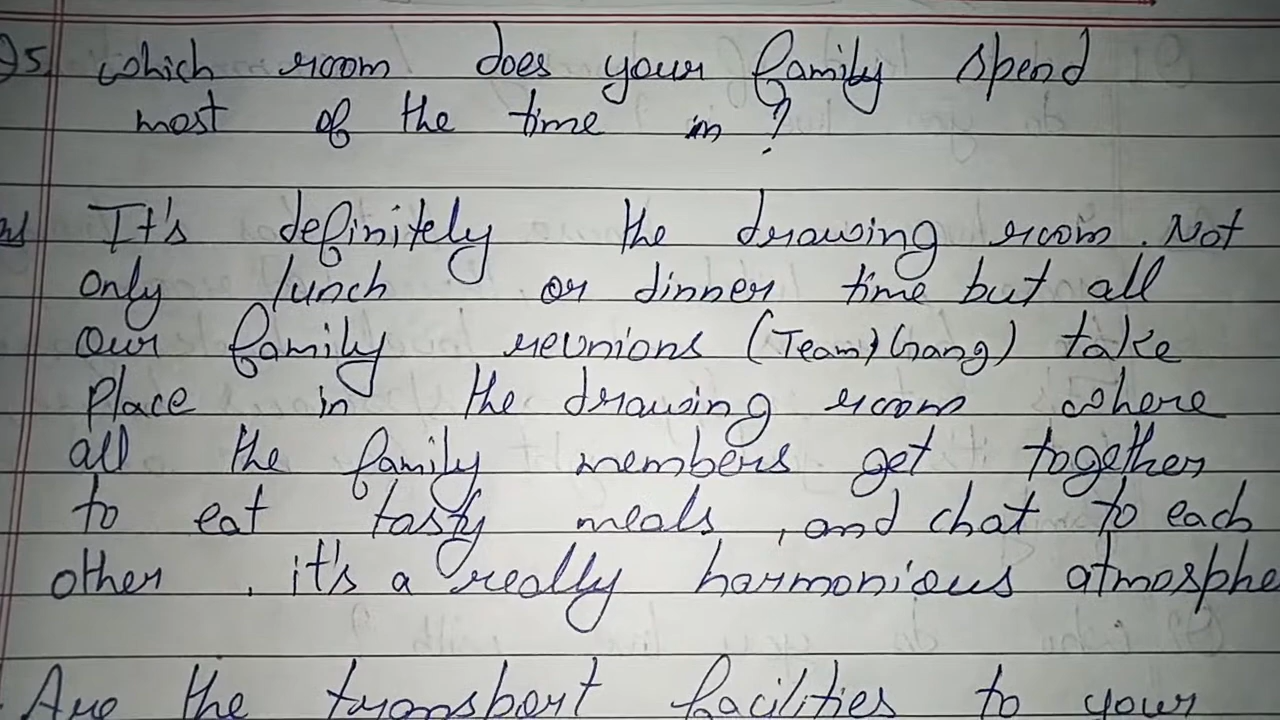 Q5. Which room does your family spend
most of the time in ?
It's definitely the drawing room. Not
only lunch or dinner time but all
our family reunions (Team/Gang) take
place in the drawing room where
all the family members get together
to eat tasty meals , and chat to each
other . it's a really harmonious atmosphe
Are the transport facilities to your